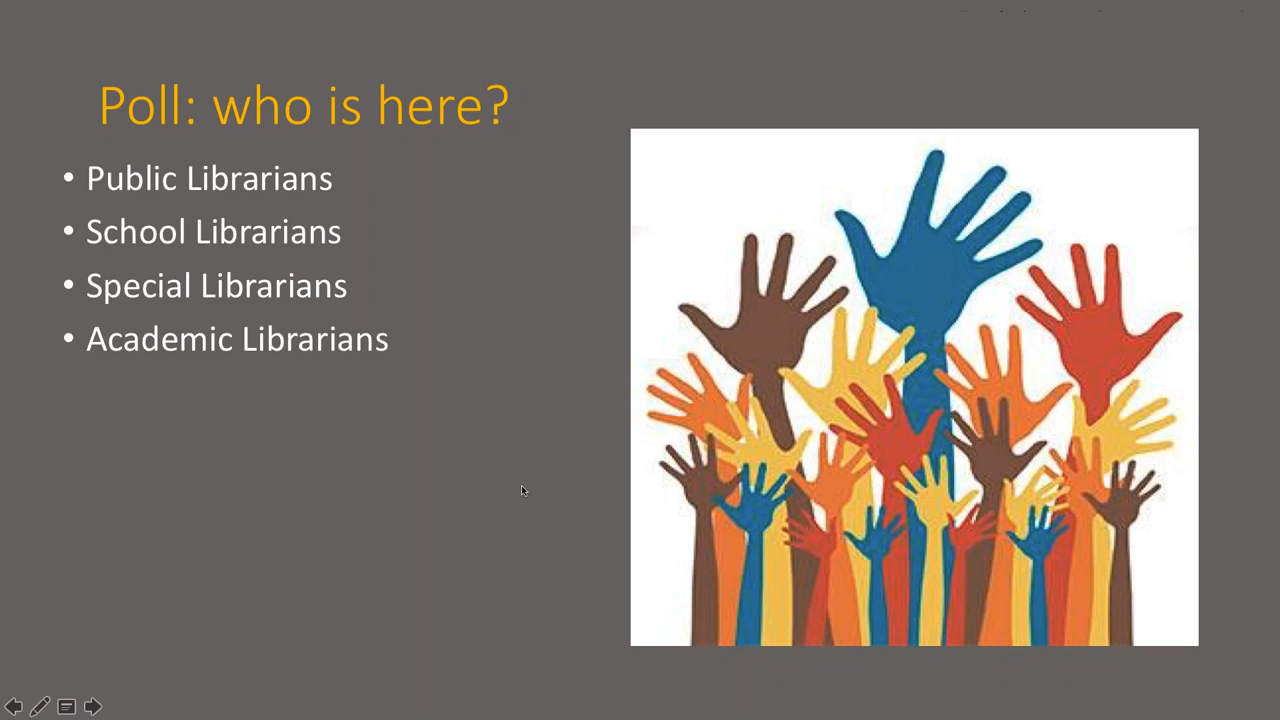 Poll: who is here?
• Public Librarians
• School Librarians
• Special Librarians
• Academic Librarians